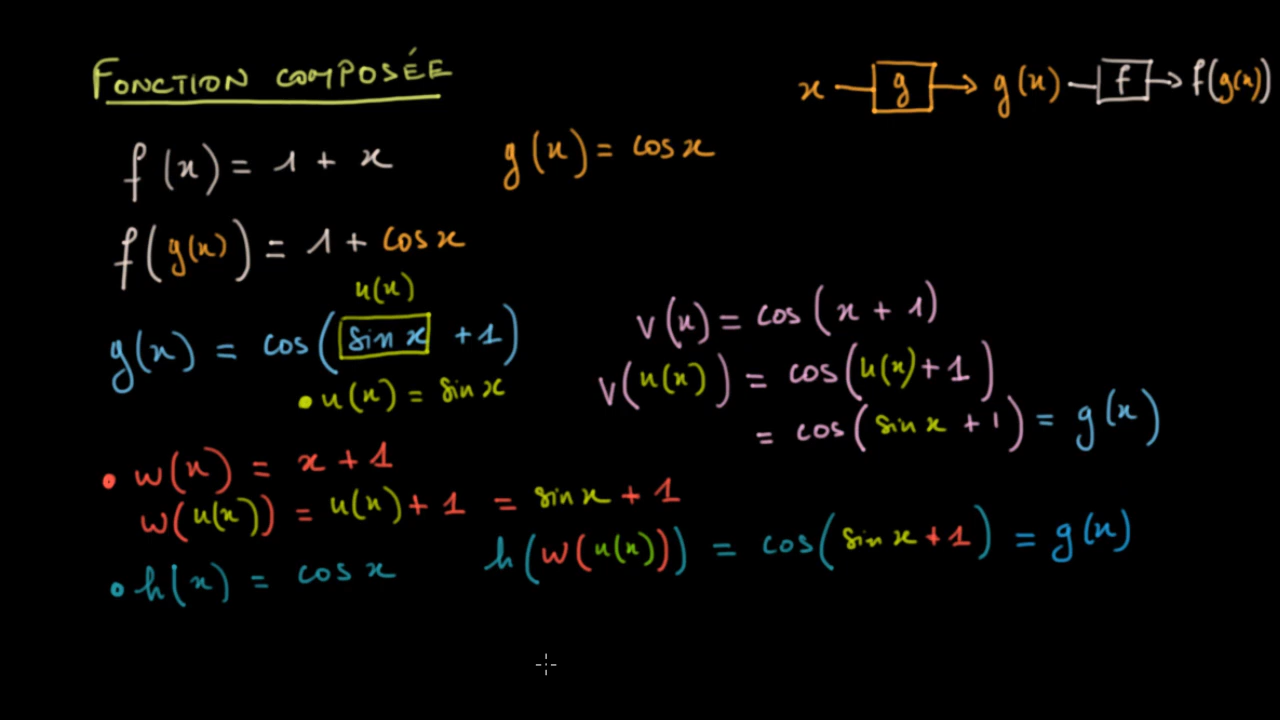 FONCTION COMPOSÉE
x → g → g(x) → f → f(g(x))
f(x) = 1 + x
g(x) = cos x
f(g(x)) = 1 + cos x
u(x)
g(x) = cos(sin x + 1)
• u(x) = sin x
v(x) = cos(x + 1)
v(u(x)) = cos(u(x) + 1)
= cos(sin x + 1) = g(x)
• w(x) = x + 1
w(u(x)) = u(x) + 1 = sin x + 1
• h(x) = cos x
h(w(u(x))) = cos(sin x + 1) = g(x)